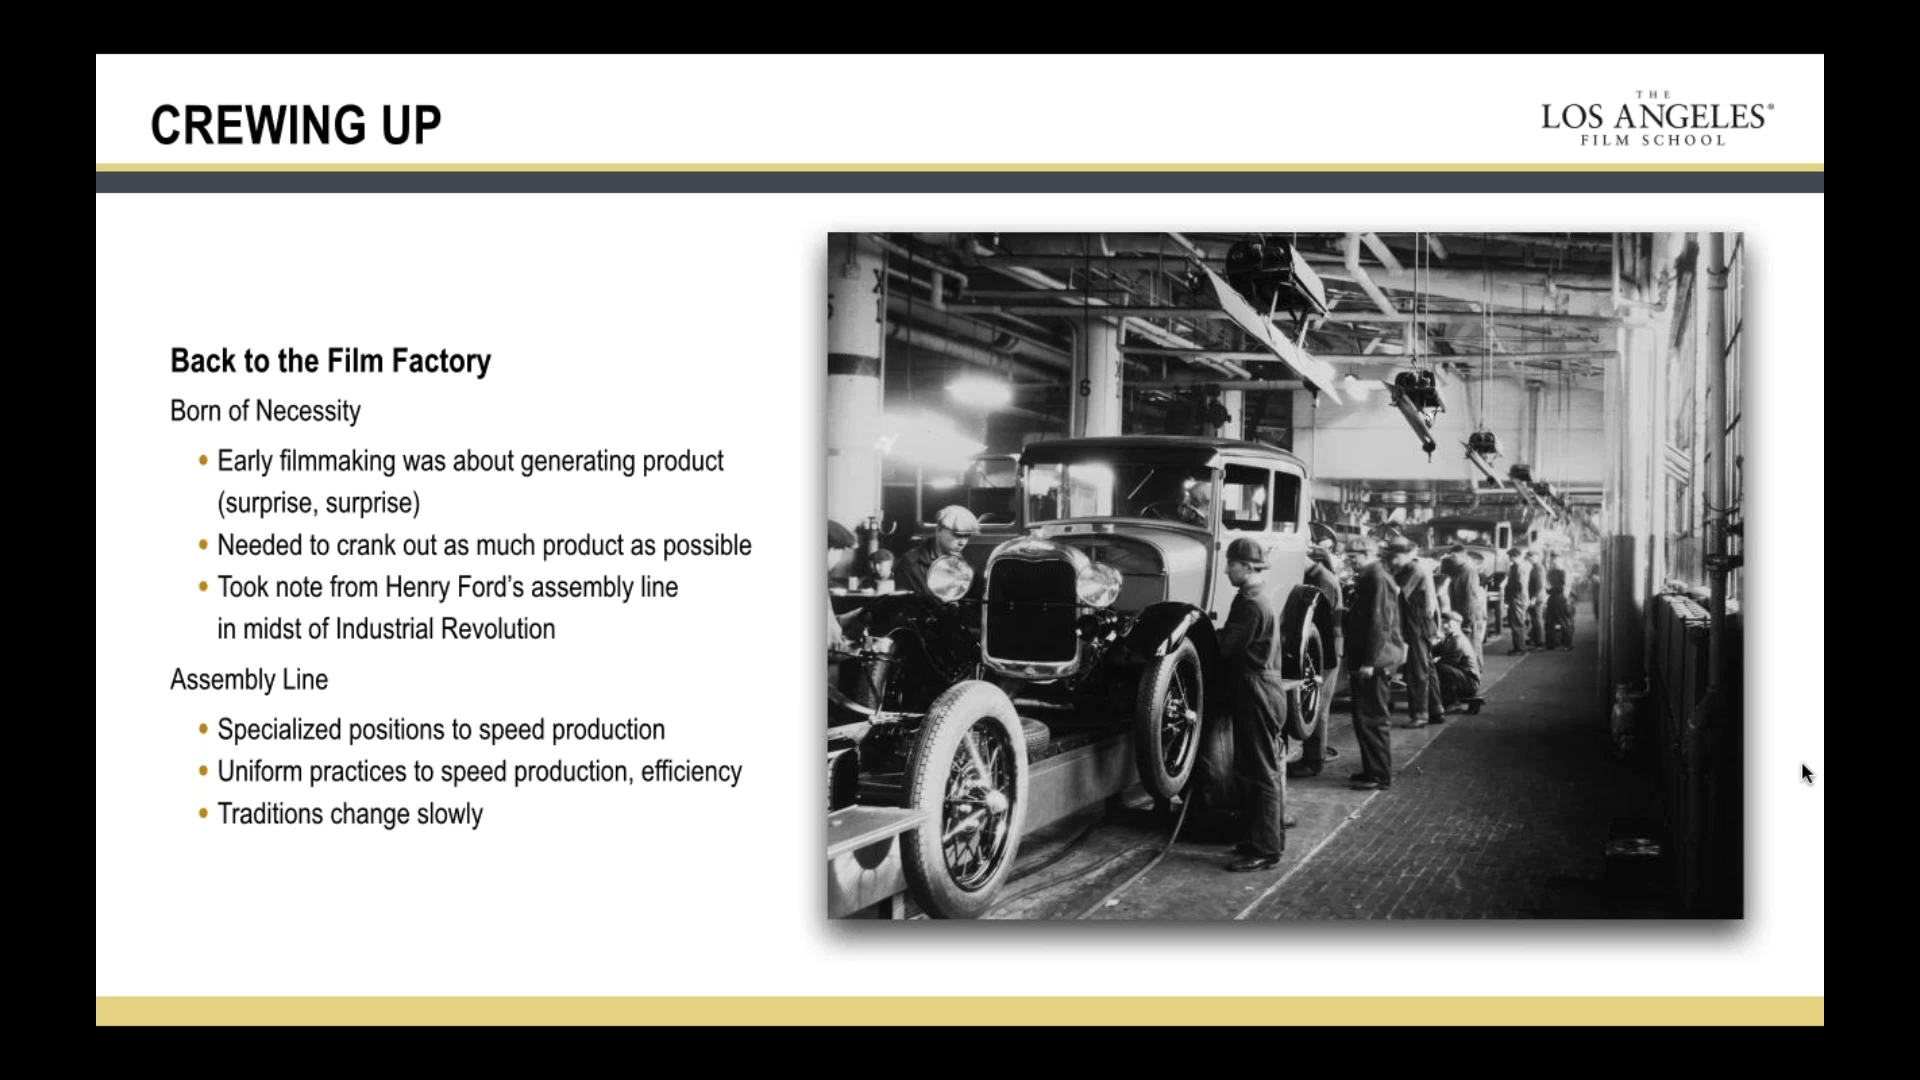 CREWING UP
THE
LOS ANGELES®
FILM SCHOOL
Back to the Film Factory
Born of Necessity
• Early filmmaking was about generating product
(surprise, surprise)
• Needed to crank out as much product as possible
• Took note from Henry Ford’s assembly line
in midst of Industrial Revolution
Assembly Line
• Specialized positions to speed production
• Uniform practices to speed production, efficiency
• Traditions change slowly
6